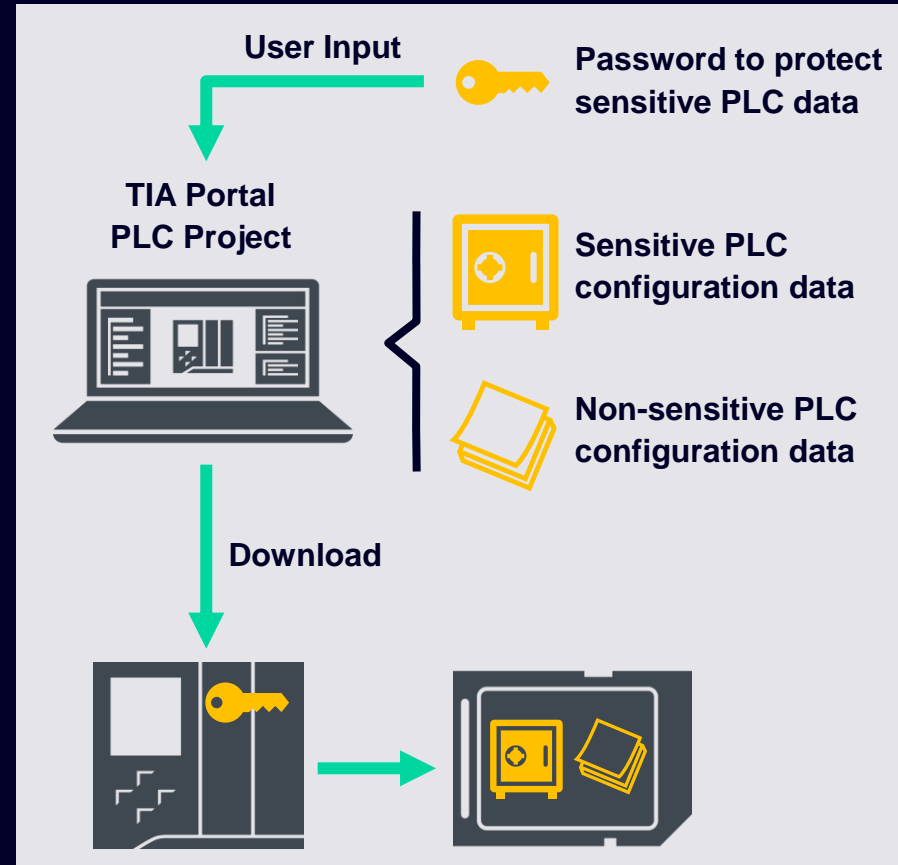 User Input
Password to protect
sensitive PLC data
TIA Portal
PLC Project
Sensitive PLC
configuration data
Non-sensitive PLC
configuration data
Download